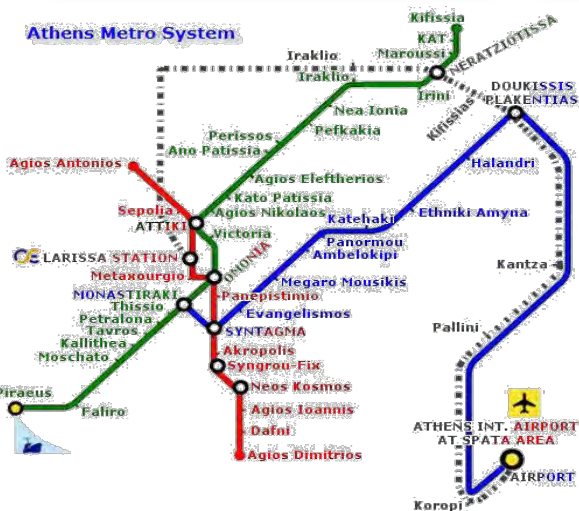 Athens Metro System
Kifissia
KAT
Maroussi
NERATZIOTISSA
Iraklio
Iraklio
Irini
Kifissias
DOUKISSIS
PLAKENTIAS
Nea Ionia
Pefkakia
Perissos
Ano Patissia
Agios Antonios
Halandri
Agios Eleftherios
Kato Patissia
Sepolia
Agios Nikolaos
Katehaki
Ethniki Amyna
ATTIKI
Victoria
Panormou
Ambelokipi
LARISSA STATION
OMONIA
Kantza
Metaxourgio
Megaro Mousikis
MONASTIRAKI
Panepistimio
Thissio
Evangelismos
Petralona
Tavros
SYNTAGMA
Pallini
Kallithea
Moschato
Akropolis
Syngrou-Fix
Piraeus
Neos Kosmos
Faliro
Agios Ioannis
Dafni
ATHENS INT. AIRPORT
AT SPATA AREA
Agios Dimitrios
AIRPORT
Koropi